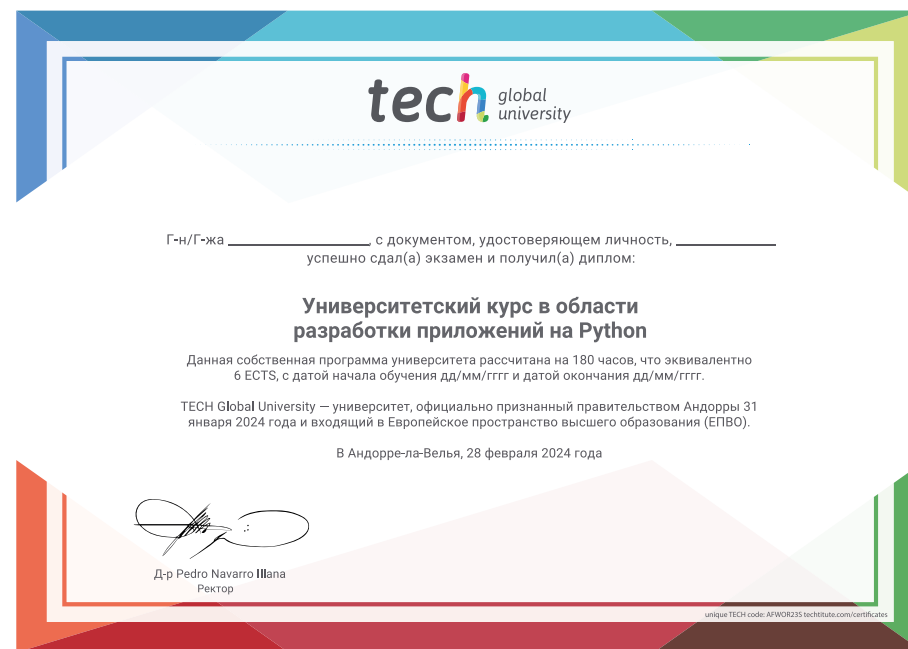 tech global
university
Г-н/Г-жа , с документом, удостоверяющем личность,
успешно сдал(а) экзамен и получил(а) диплом:
Университетский курс в области
разработки приложений на Python
Данная собственная программа университета рассчитана на 180 часов, что эквивалентно
6 ECTS, с датой начала обучения дд/мм/гггг и датой окончания дд/мм/гггг.
TECH Global University — университет, официально признанный правительством Андорры 31
января 2024 года и входящий в Европейское пространство высшего образования (ЕПВО).
В Андорре-ла-Велья, 28 февраля 2024 года
Д-р Pedro Navarro Illana
Ректор
unique TECH code: AFWOR23S techtitute.com/certificates